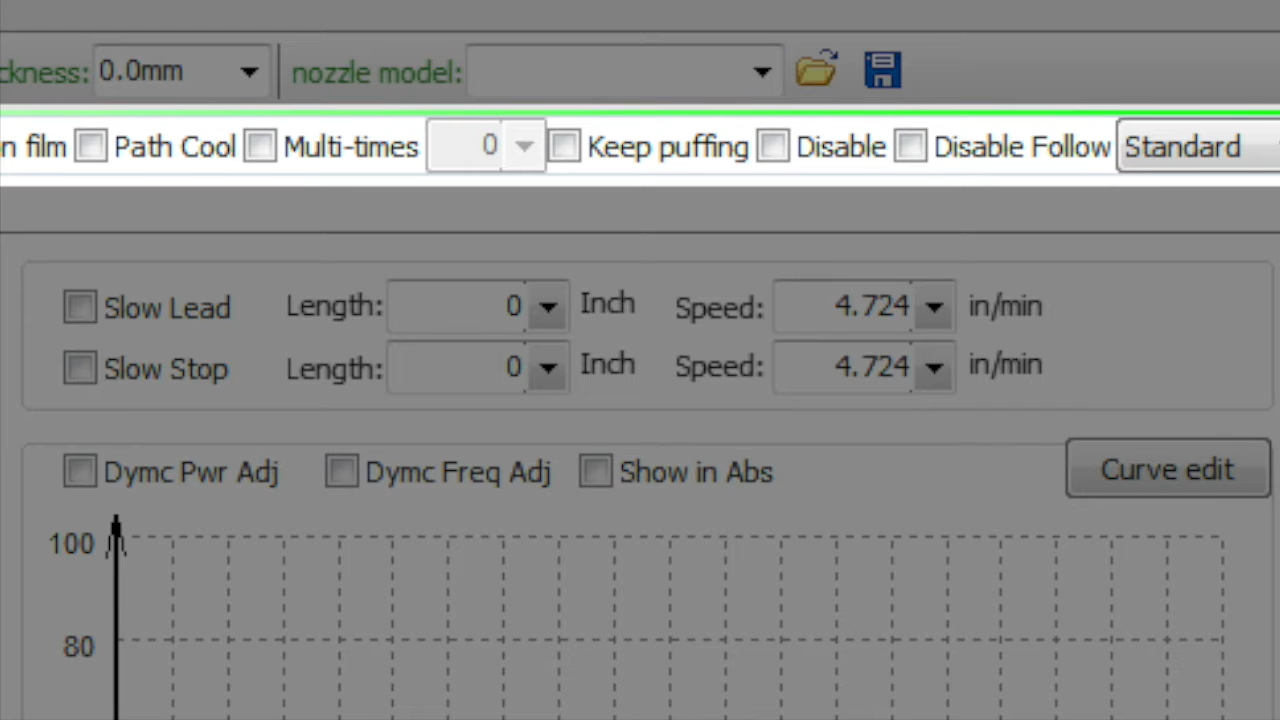 ckness: 0.0mm nozzle model:
n film Path Cool Multi-times 0 Keep puffing Disable Disable Follow Standard
Slow Lead Length: 0 Inch Speed: 4.724 in/min
Slow Stop Length: 0 Inch Speed: 4.724 in/min
Dymc Pwr Adj Dymc Freq Adj Show in Abs Curve edit
100
80